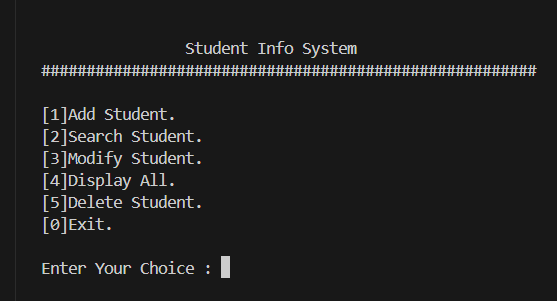 Student Info System
#######################################################
[1]Add Student.
[2]Search Student.
[3]Modify Student.
[4]Display All.
[5]Delete Student.
[0]Exit.
Enter Your Choice :